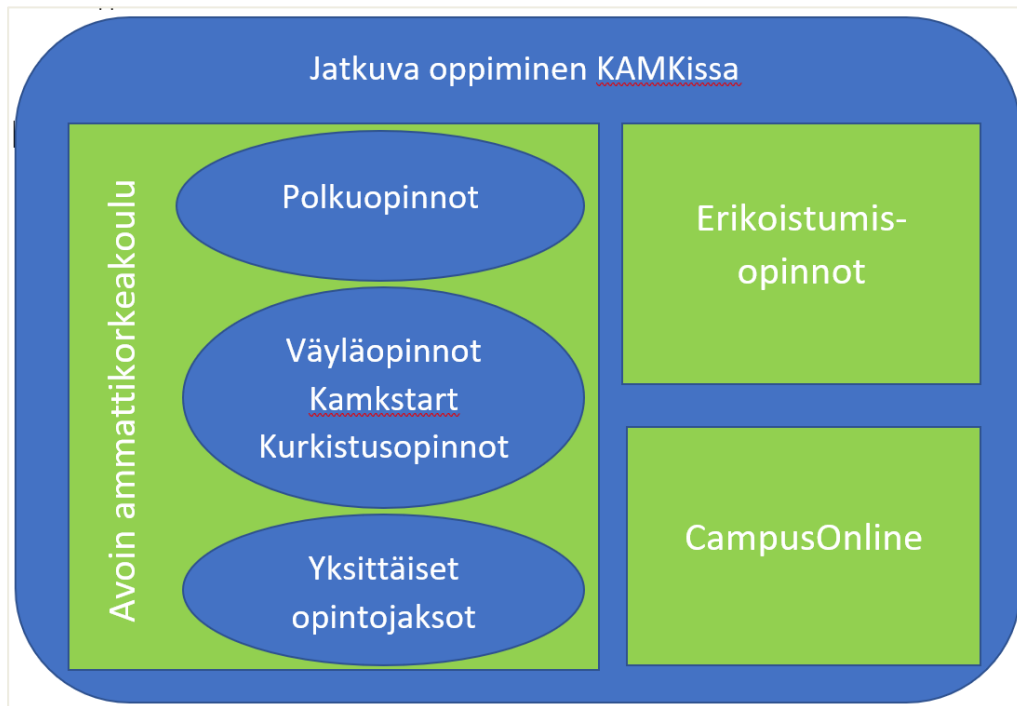 Jatkuva oppiminen KAMKissa
Avoin ammattikorkeakoulu
Polkuopinnot
Väyläopinnot
Kamkstart
Kurkistusopinnot
Yksittäiset
opintojaksot
Erikoistumis-
opinnot
CampusOnline